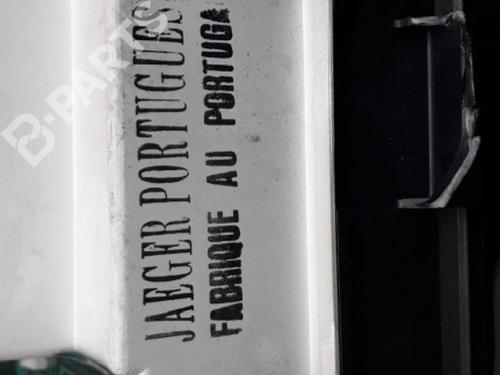 JAEGER PORTUGUES
FABRIQUE AU PORTUGA
B-PARTS